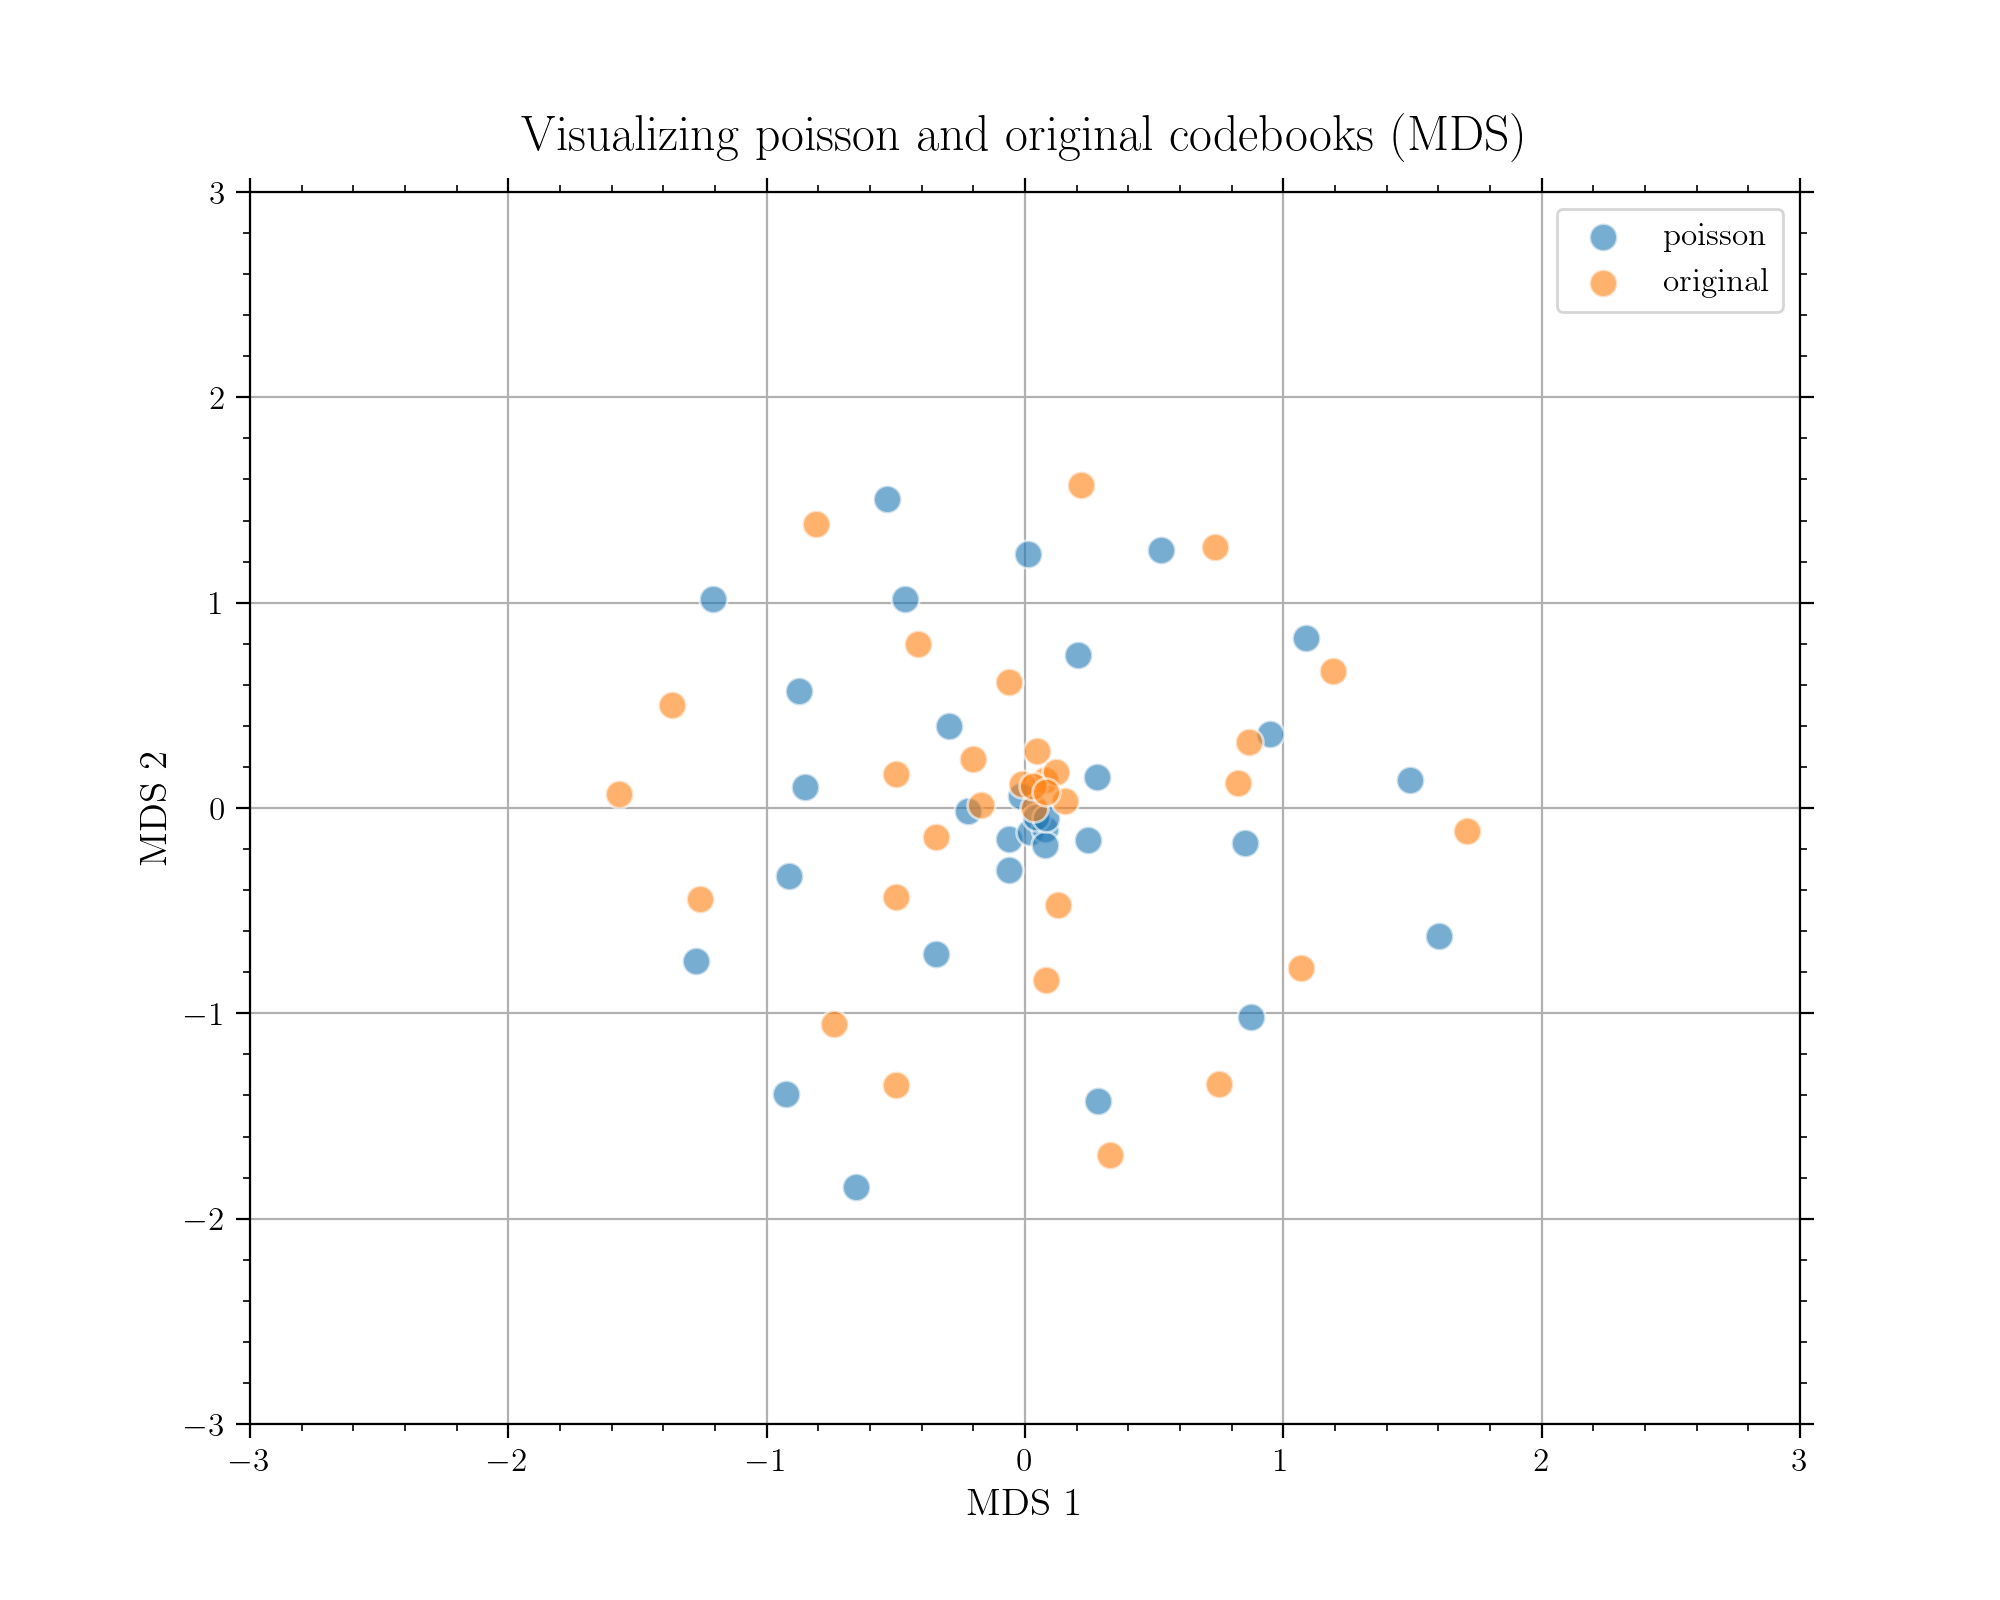 Visualizing poisson and original codebooks (MDS)
poisson
original
3
2
1
0
−1
−2
−3
MDS 2
−3
−2
−1
0
1
2
3
MDS 1